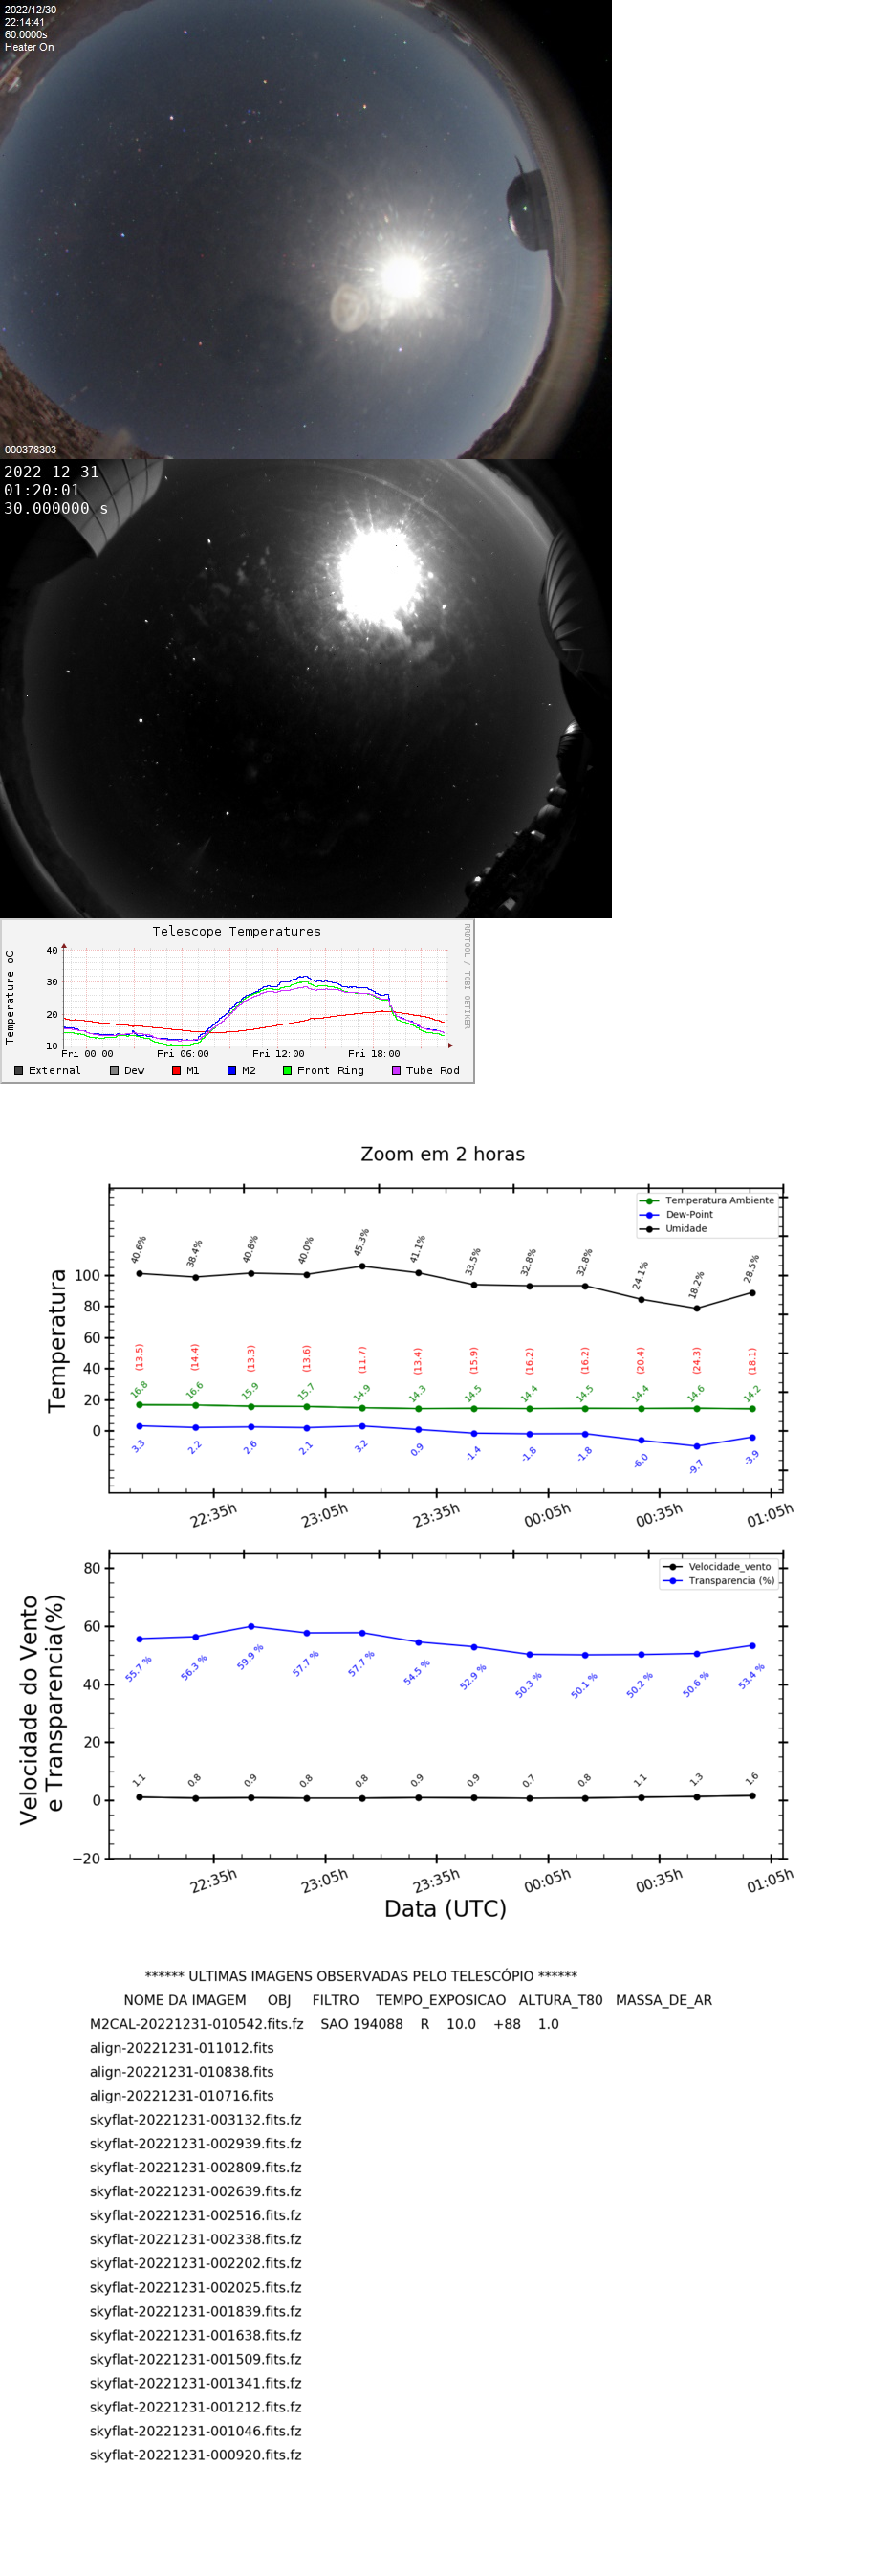 2022/12/30
22:14:41
60.0000s
Heater On
000378303
2022-12-31
01:20:01
30.000000 s
Telescope Temperatures
RRDTOOL / TOBI OETIKER
Temperature oC
40
30
20
10
Fri 00:00 Fri 06:00 Fri 12:00 Fri 18:00
External Dew M1 M2 Front Ring Tube Rod
Zoom em 2 horas
Temperatura Ambiente
Dew-Point
Umidade
Temperatura
100
80
60
40
20
0
40.6% 38.4% 40.8% 40.0% 45.3% 41.1% 33.5% 32.8% 32.8% 24.1% 18.2% 28.5%
(13.5) (14.4) (13.3) (13.6) (11.7) (13.4) (15.9) (16.2) (16.2) (20.4) (24.3) (18.1)
16.8 16.6 15.9 15.7 14.9 14.3 14.5 14.4 14.5 14.4 14.6 14.2
3.3 2.2 2.6 2.1 3.2 0.9 -1.4 -1.8 -1.8 -6.0 -9.7 -3.9
22:35h 23:05h 23:35h 00:05h 00:35h 01:05h
Velocidade_vento
Transparencia (%)
Velocidade do Vento
e Transparencia(%)
80
60
40
20
0
−20
55.7 % 56.3 % 59.9 % 57.7 % 57.7 % 54.5 % 52.9 % 50.3 % 50.1 % 50.2 % 50.6 % 53.4 %
1.1 0.8 0.9 0.8 0.8 0.9 0.9 0.7 0.8 1.1 1.3 1.6
22:35h 23:05h 23:35h 00:05h 00:35h 01:05h
Data (UTC)
****** ULTIMAS IMAGENS OBSERVADAS PELO TELESCÓPIO ******
NOME DA IMAGEM OBJ FILTRO TEMPO_EXPOSICAO ALTURA_T80 MASSA_DE_AR
M2CAL-20221231-010542.fits.fz SAO 194088 R 10.0 +88 1.0
align-20221231-011012.fits
align-20221231-010838.fits
align-20221231-010716.fits
skyflat-20221231-003132.fits.fz
skyflat-20221231-002939.fits.fz
skyflat-20221231-002809.fits.fz
skyflat-20221231-002639.fits.fz
skyflat-20221231-002516.fits.fz
skyflat-20221231-002338.fits.fz
skyflat-20221231-002202.fits.fz
skyflat-20221231-002025.fits.fz
skyflat-20221231-001839.fits.fz
skyflat-20221231-001638.fits.fz
skyflat-20221231-001509.fits.fz
skyflat-20221231-001341.fits.fz
skyflat-20221231-001212.fits.fz
skyflat-20221231-001046.fits.fz
skyflat-20221231-000920.fits.fz